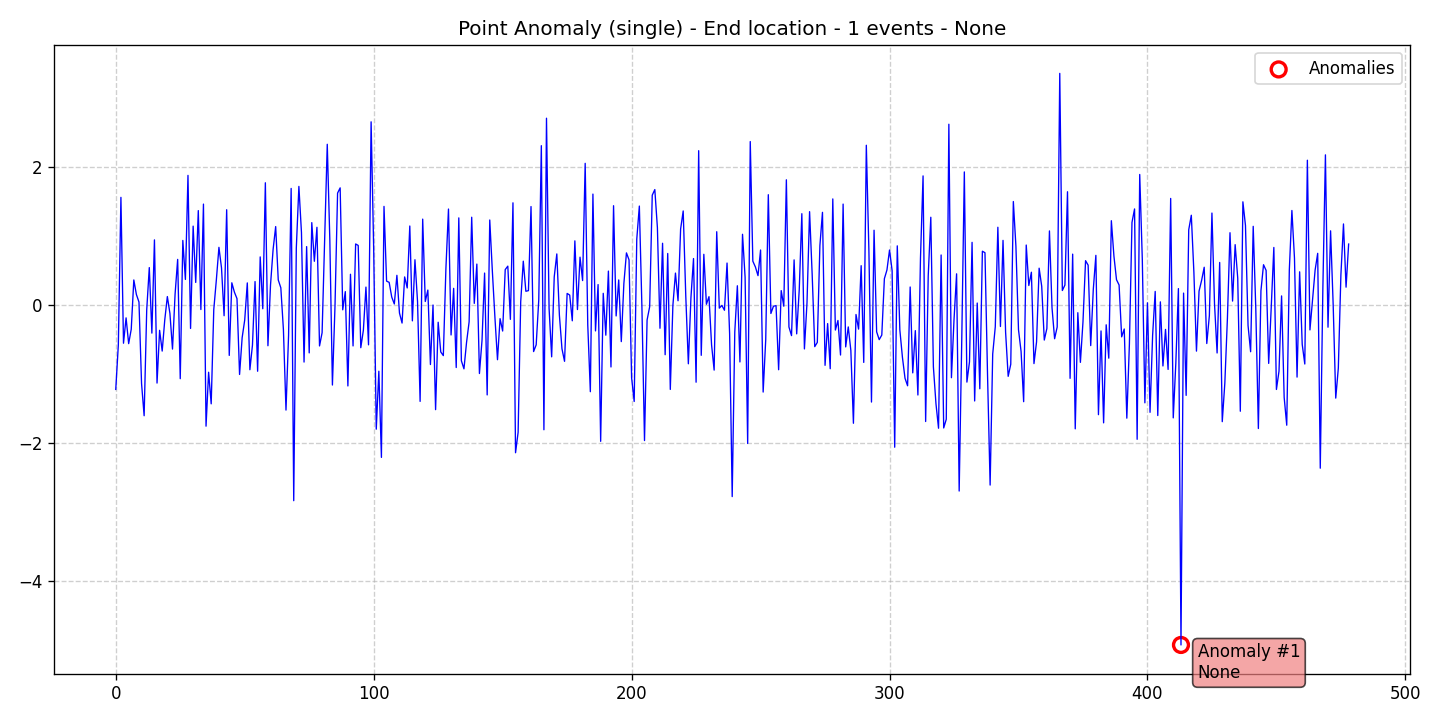 Point Anomaly (single) - End location - 1 events - None
Anomalies
2
0
−2
−4
Anomaly #1
None
0
100
200
300
400
500